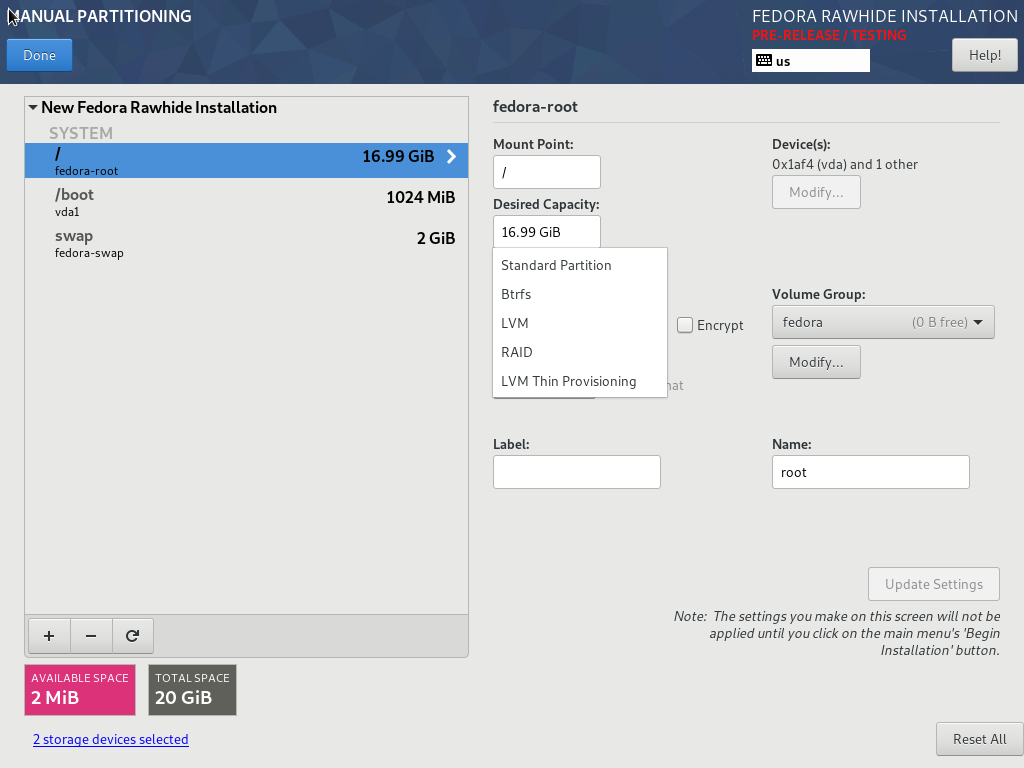 MANUAL PARTITIONING
FEDORA RAWHIDE INSTALLATION
PRE-RELEASE / TESTING
Done
us
Help!
New Fedora Rawhide Installation
SYSTEM
/
16.99 GiB
fedora-root
/boot
1024 MiB
vda1
swap
2 GiB
fedora-swap
AVAILABLE SPACE
2 MiB
TOTAL SPACE
20 GiB
2 storage devices selected
fedora-root
Mount Point:
/
Desired Capacity:
16.99 GiB
Standard Partition
Btrfs
LVM
RAID
LVM Thin Provisioning
Encrypt
Label:
Device(s):
0x1af4 (vda) and 1 other
Modify...
Volume Group:
fedora (0 B free)
Modify...
Name:
root
Update Settings
Note: The settings you make on this screen will not be
applied until you click on the main menu's 'Begin
Installation' button.
Reset All